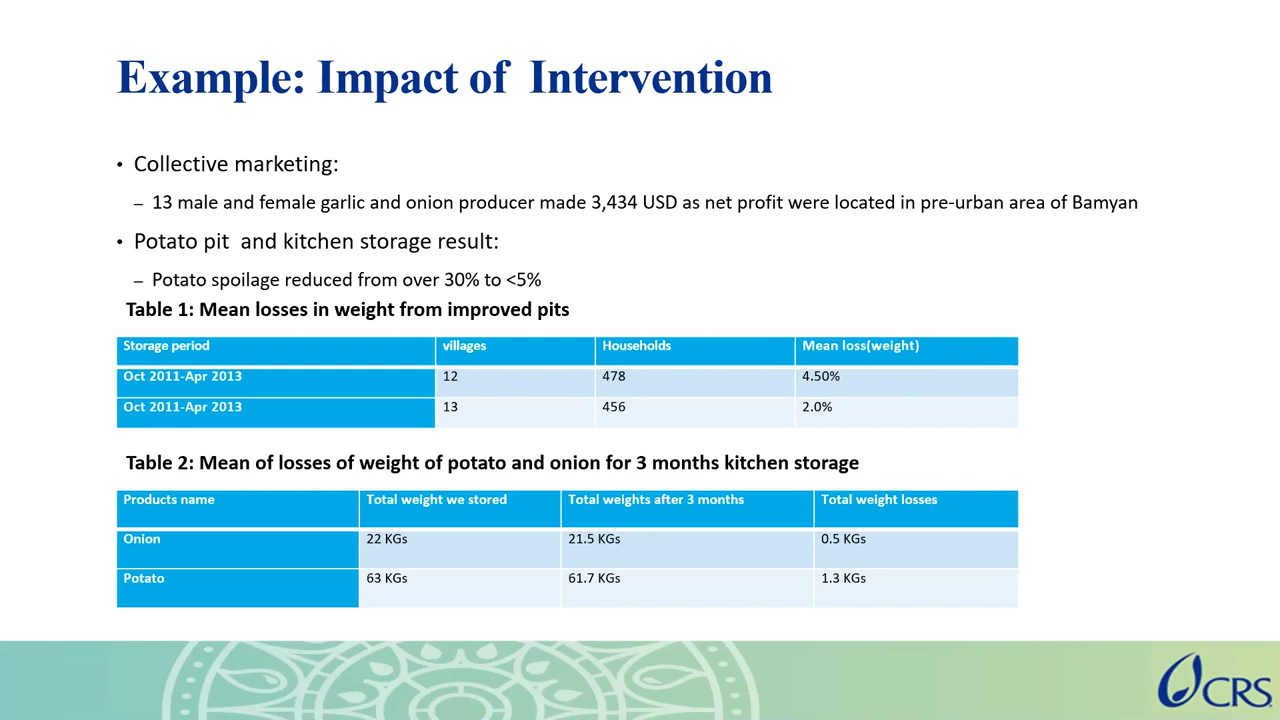 Example: Impact of  Intervention
• Collective marketing:
– 13 male and female garlic and onion producer made 3,434 USD as net profit were located in pre-urban area of Bamyan
• Potato pit  and kitchen storage result:
– Potato spoilage reduced from over 30% to <5%
Table 1: Mean losses in weight from improved pits
Storage period villages Households Mean loss(weight)
Oct 2011-Apr 2013 12 478 4.50%
Oct 2011-Apr 2013 13 456 2.0%
Table 2: Mean of losses of weight of potato and onion for 3 months kitchen storage
Products name Total weight we stored Total weights after 3 months Total weight losses
Onion 22 KGs 21.5 KGs 0.5 KGs
Potato 63 KGs 61.7 KGs 1.3 KGs
CRS